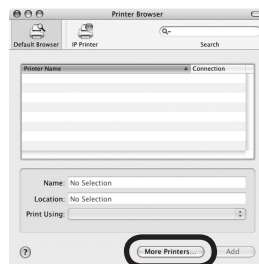 Printer Browser
Default Browser IP Printer Search
Printer Name Connection
Name: No Selection
Location: No Selection
Print Using:
? More Printers... Add